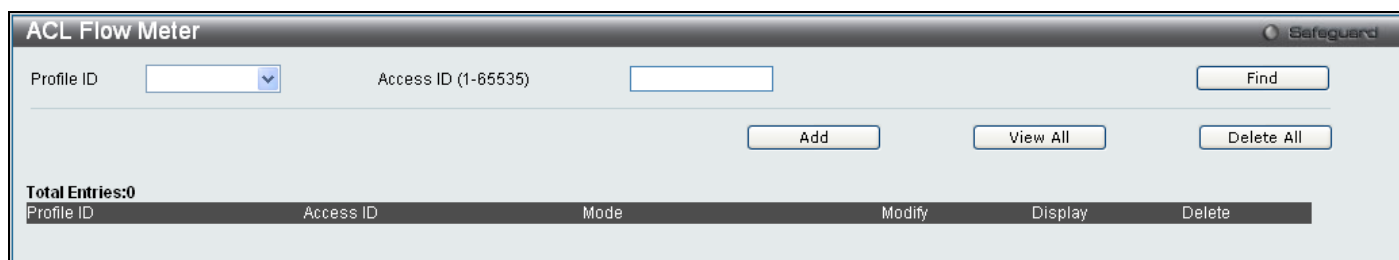 ACL Flow Meter Safeguard
Profile ID Access ID (1-65535) Find
Add View All Delete All
Total Entries:0
Profile ID Access ID Mode Modify Display Delete